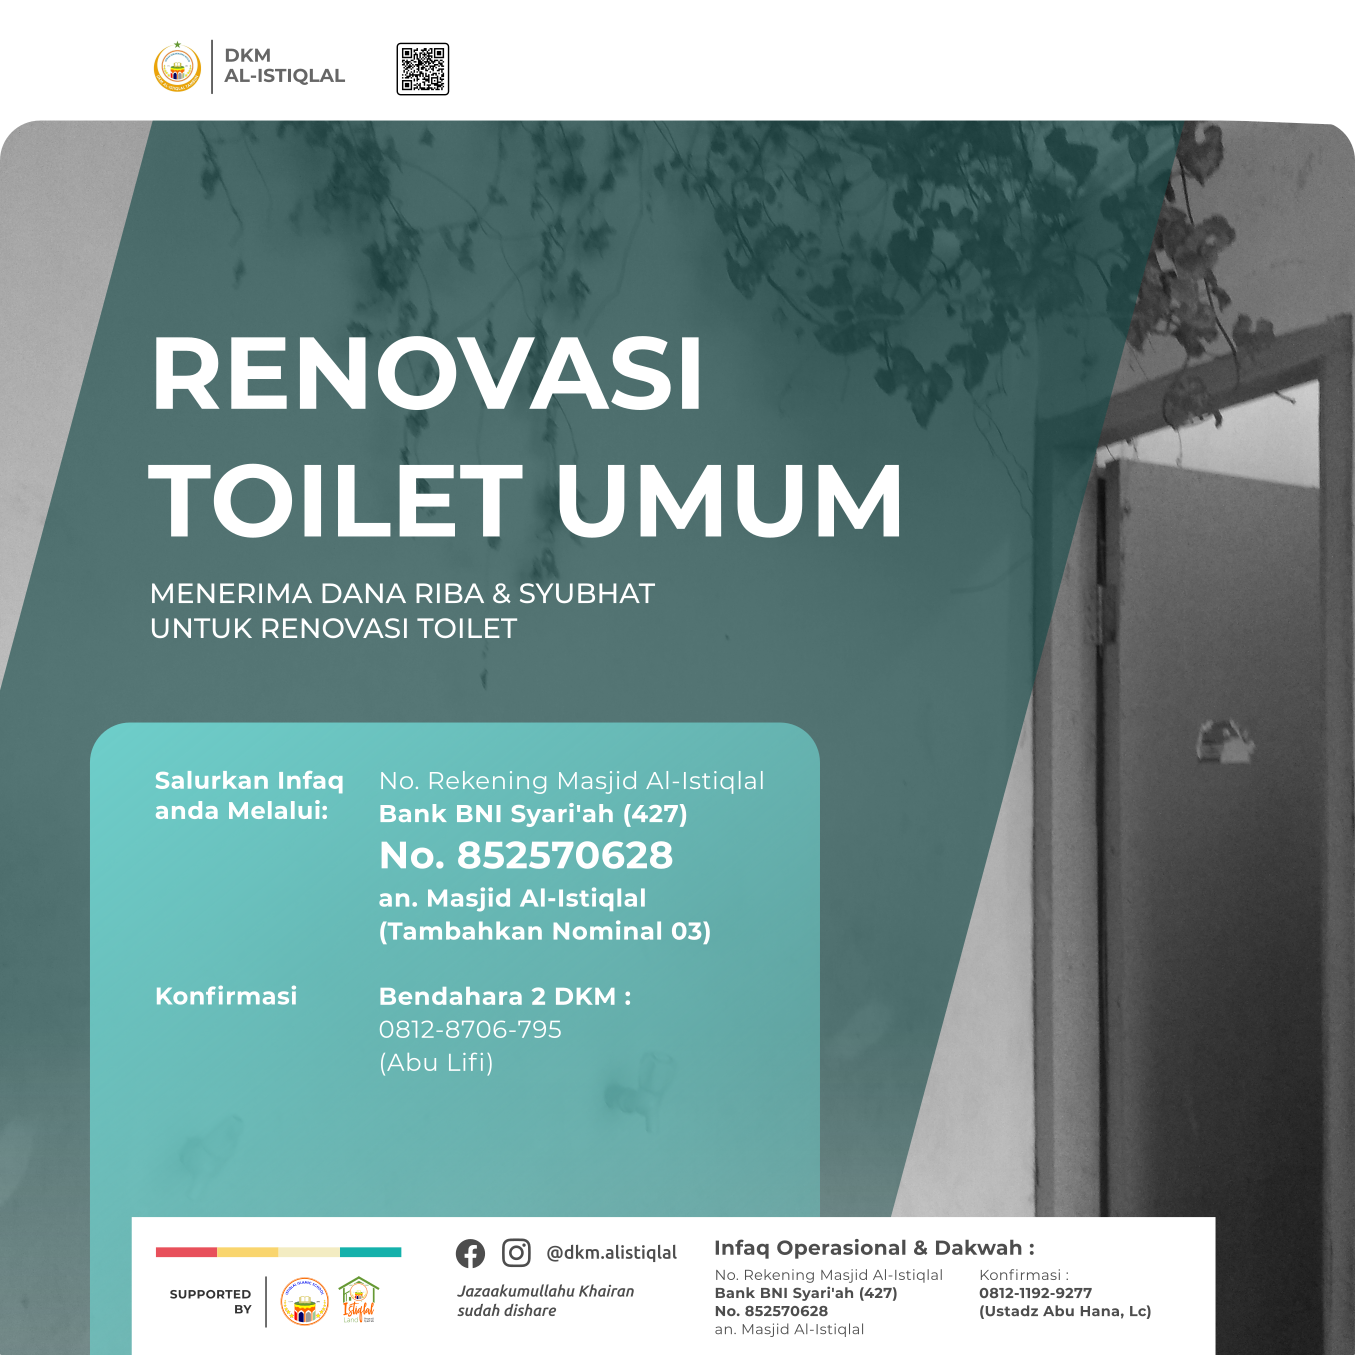 DKM
AL-ISTIQLAL
RENOVASI
TOILET UMUM
MENERIMA DANA RIBA & SYUBHAT
UNTUK RENOVASI TOILET
Salurkan Infaq
anda Melalui:
No. Rekening Masjid Al-Istiqlal
Bank BNI Syari'ah (427)
No. 852570628
an. Masjid Al-Istiqlal
(Tambahkan Nominal 03)
Konfirmasi
Bendahara 2 DKM :
0812-8706-795
(Abu Lifi)
SUPPORTED
BY
Istiqlal
Land
@dkm.alistiqlal
Jazaakumullahu Khairan
sudah dishare
Infaq Operasional & Dakwah :
No. Rekening Masjid Al-Istiqlal
Bank BNI Syari'ah (427)
No. 852570628
an. Masjid Al-Istiqlal
Konfirmasi :
0812-1192-9277
(Ustadz Abu Hana, Lc)